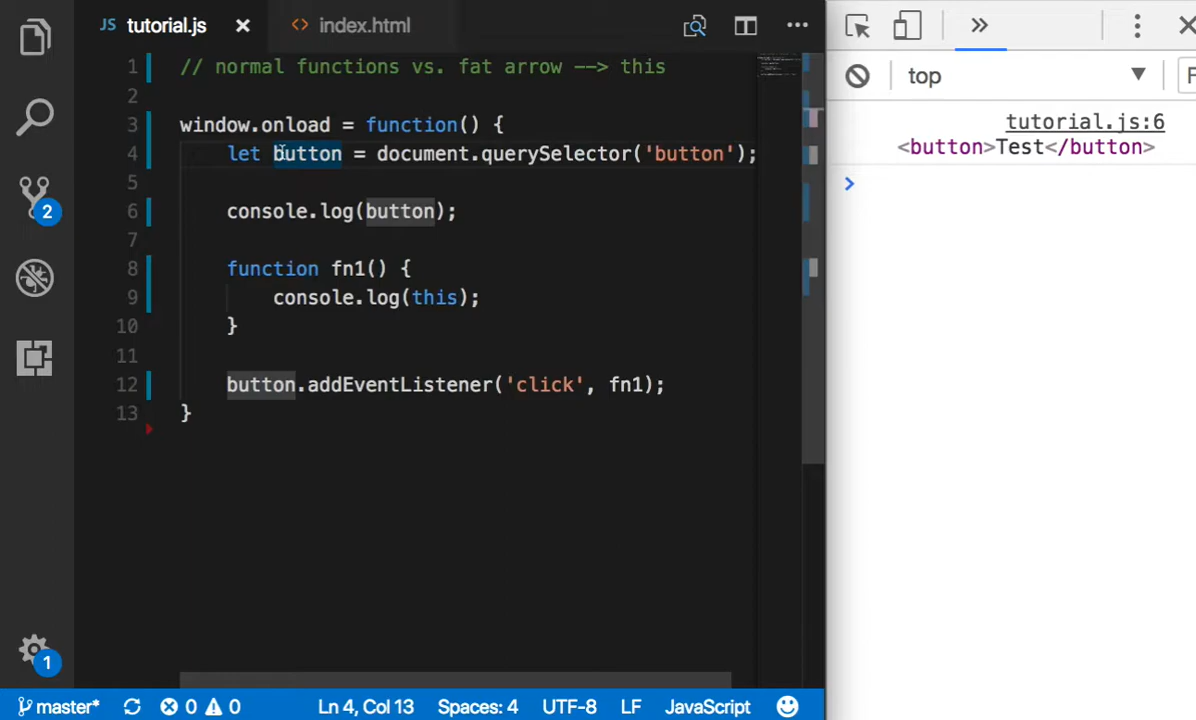 JS tutorial.js × <> index.html
1 // normal functions vs. fat arrow --> this
2
3 window.onload = function() {
4 let button = document.querySelector('button');
5
6 console.log(button);
7
8 function fn1() {
9 console.log(this);
10 }
11
12 button.addEventListener('click', fn1);
13 }
2
1
master* 0 0 Ln 4, Col 13 Spaces: 4 UTF-8 LF JavaScript
top
tutorial.js:6
<button>Test</button>